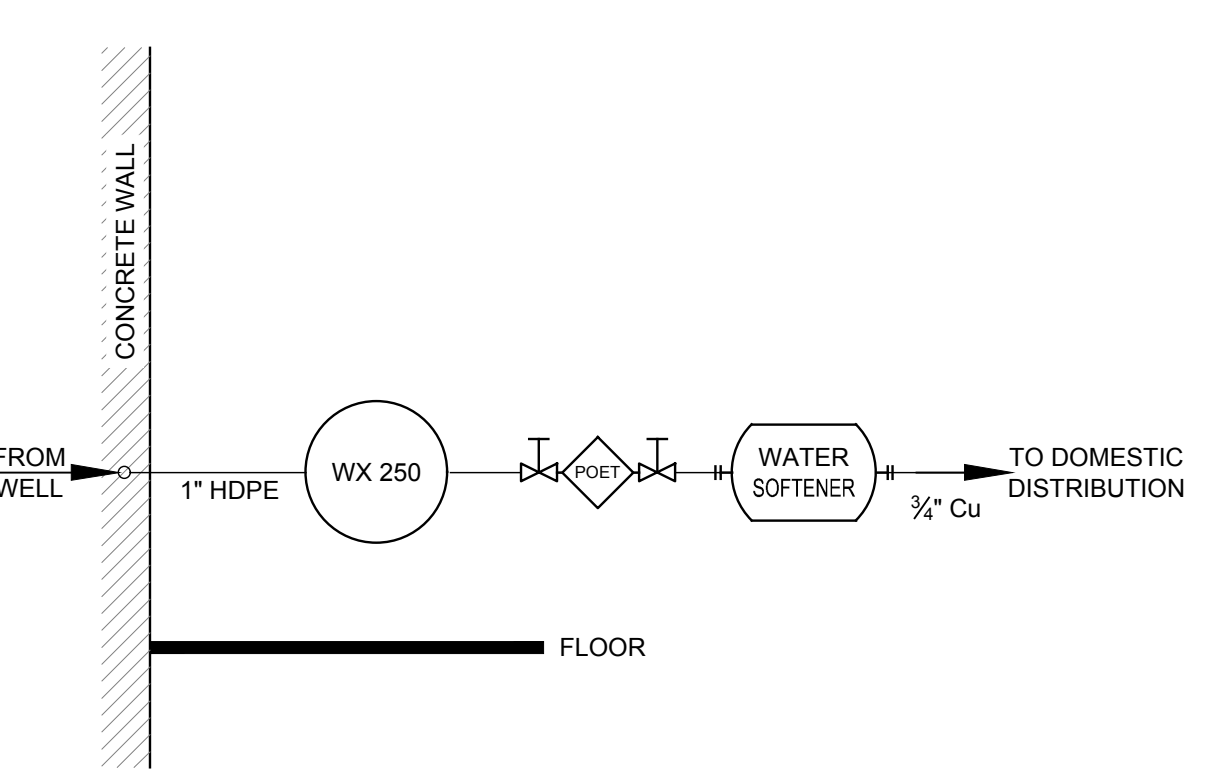 CONCRETE WALL
FROM
WELL
1" HDPE
WX 250
POET
WATER
SOFTENER
¾" Cu
TO DOMESTIC
DISTRIBUTION
FLOOR